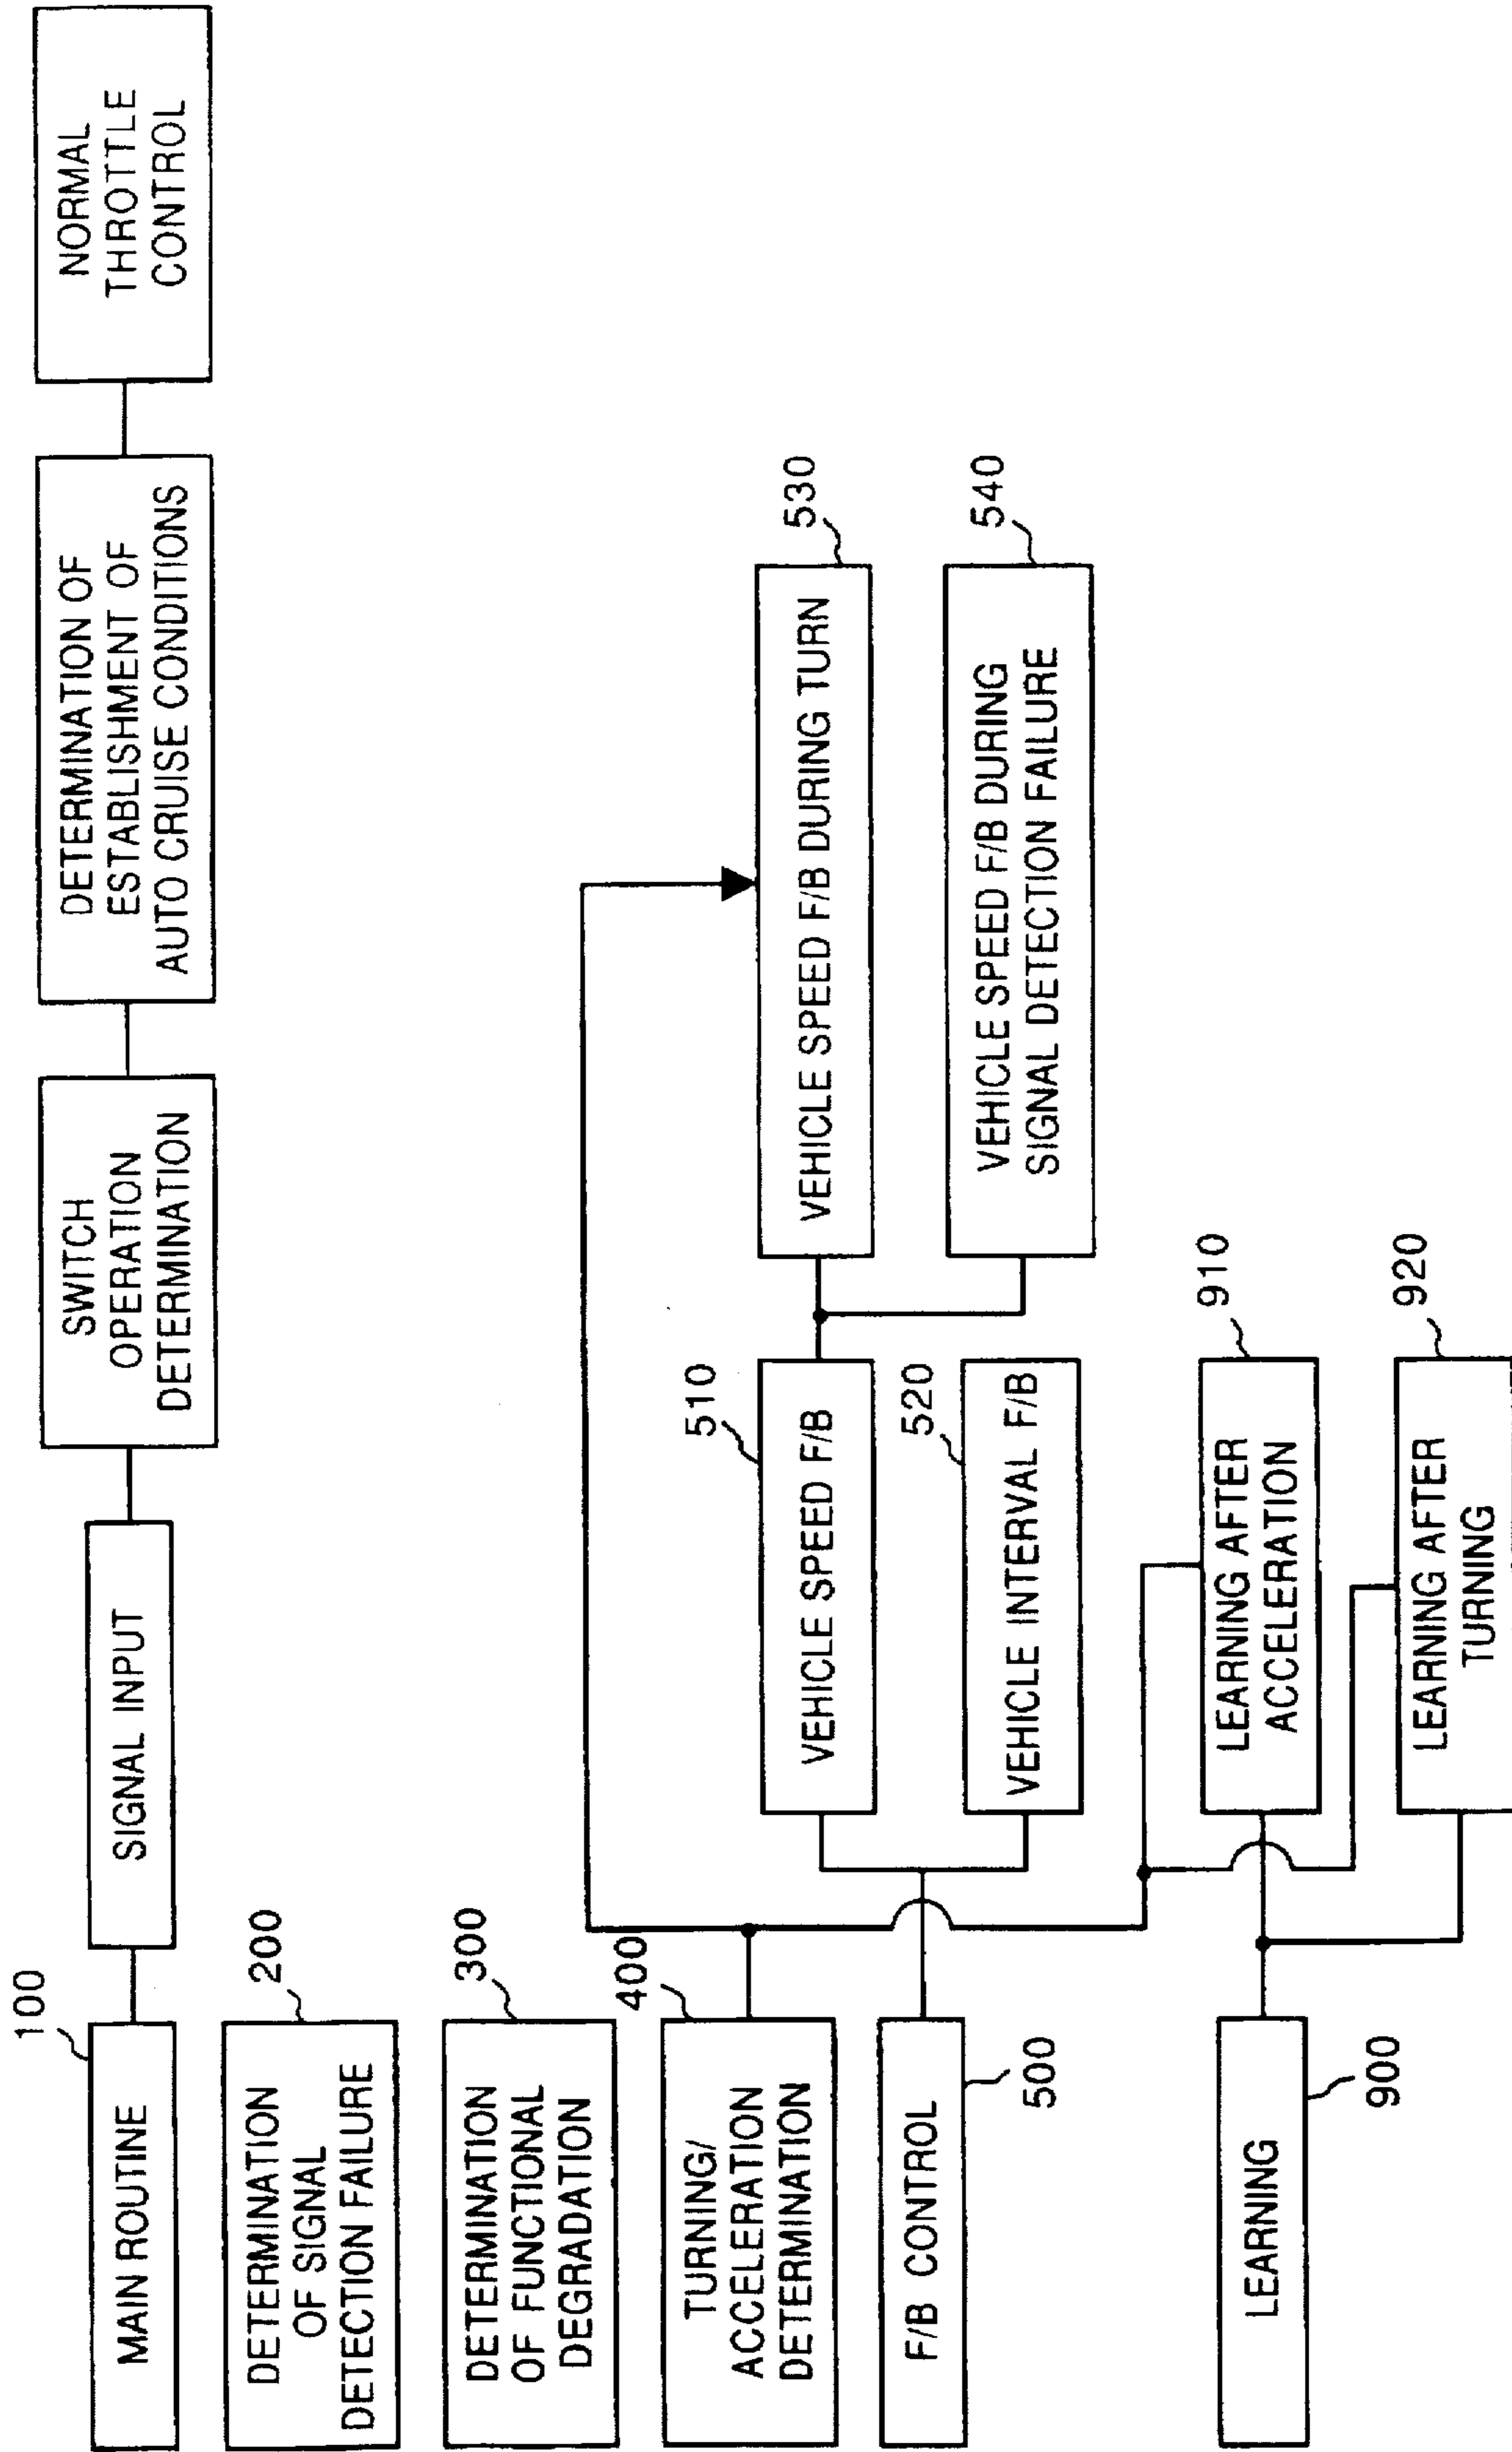 100
MAIN ROUTINE
SIGNAL INPUT
SWITCH
OPERATION
DETERMINATION
DETERMINATION OF
ESTABLISHMENT OF
AUTO CRUISE CONDITIONS
NORMAL
THROTTLE
CONTROL
200
DETERMINATION
OF SIGNAL
DETECTION FAILURE
300
DETERMINATION
OF FUNCTIONAL
DEGRADATION
400
TURNING/
ACCELERATION
DETERMINATION
510
VEHICLE SPEED F/B
530
VEHICLE SPEED F/B DURING TURN
F/B CONTROL
500
520
VEHICLE INTERVAL F/B
540
VEHICLE SPEED F/B DURING
SIGNAL DETECTION FAILURE
LEARNING
900
910
LEARNING AFTER
ACCELERATION
920
LEARNING AFTER
TURNING